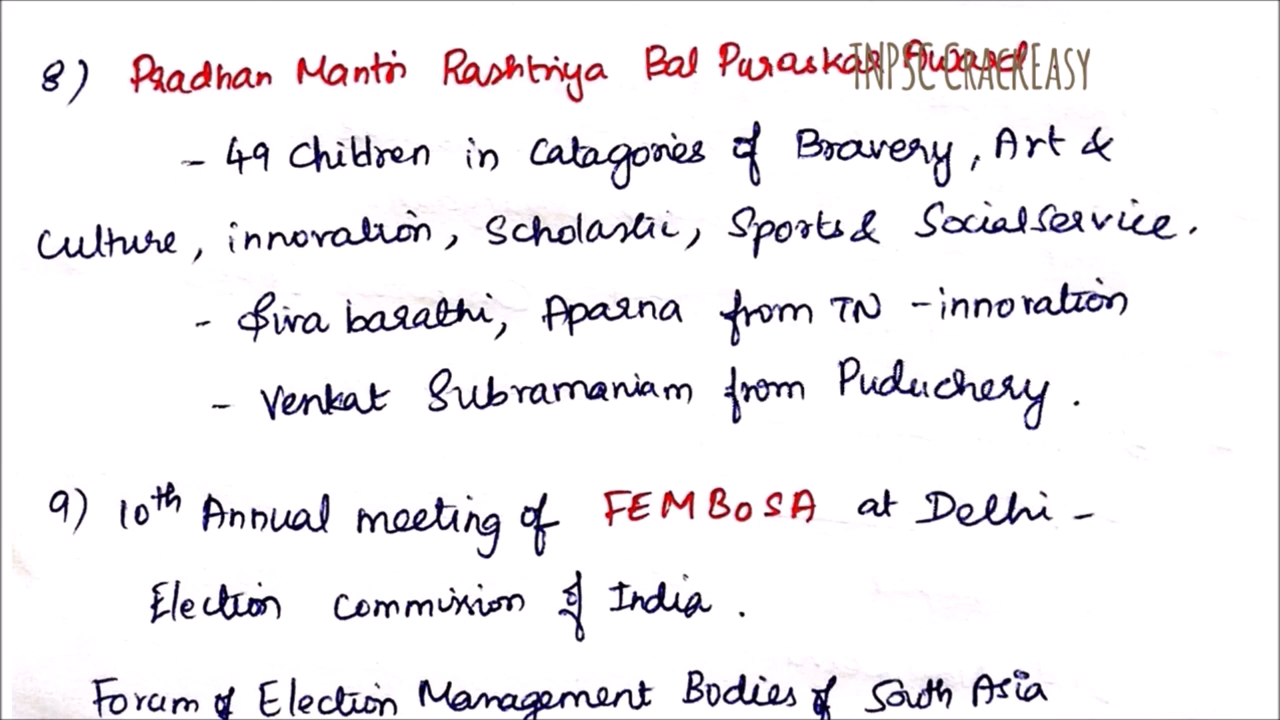 8) Pradhan Mantri Rashtriya Bal Puraskar Award
TNPSC CRACKEASY
- 49 Children in Catagories of Bravery, Art &
Culture, innovation, Scholastic, Sports & Social Service.
- Siva barathi, Aparna from TN - innovation
- Venkat Subramaniam from Puduchery.
9) 10th Annual meeting of FEMBoSA at Delhi -
Election Commission of India.
Forum of Election Management Bodies of South Asia